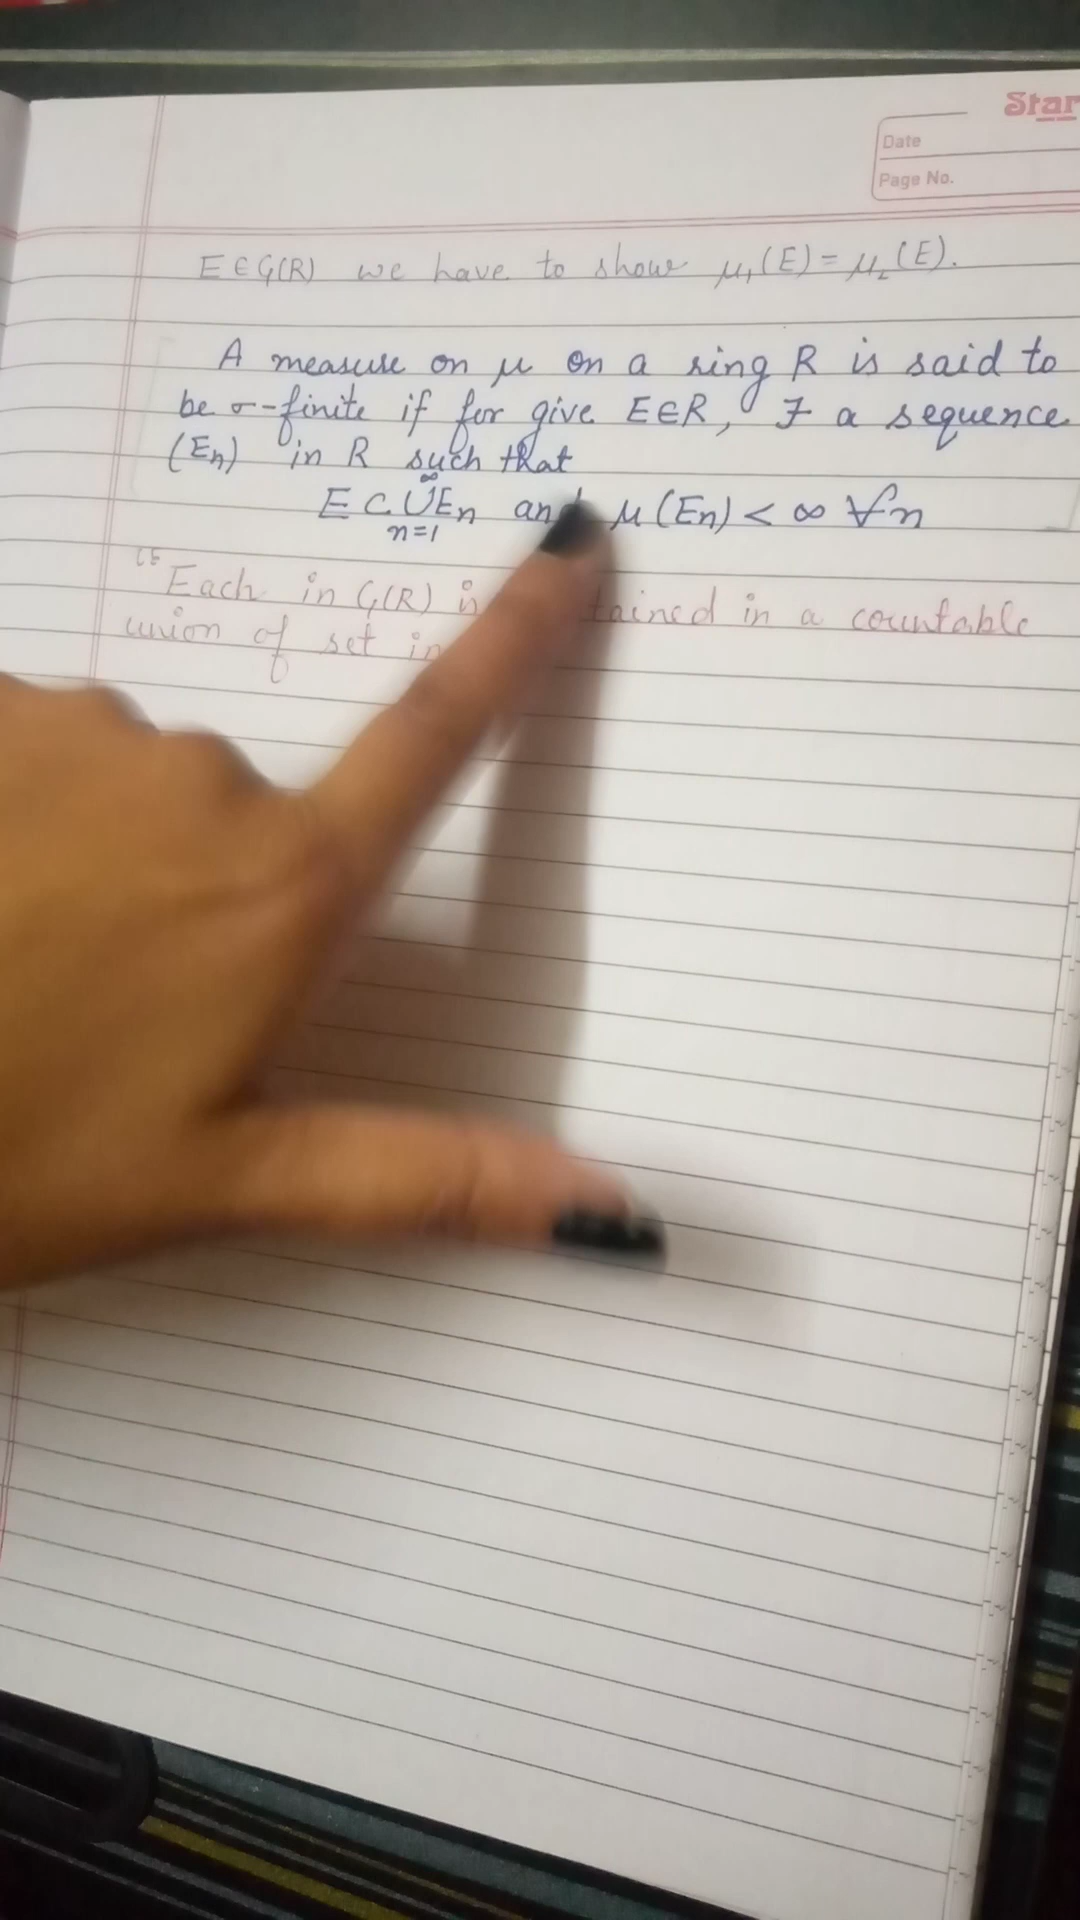 Star
Date
Page No.
E ∈ G(R) we have to show μ₁(E) = μ₂(E).
A measure on μ on a ring R is said to
be σ-finite if for give E∈R, ∃ a sequence
(En) in R such that
∞
E ⊂ ∪ En and μ(En) < ∞ ∀n
n=1
Each in G(R) is in a countable
union of set in